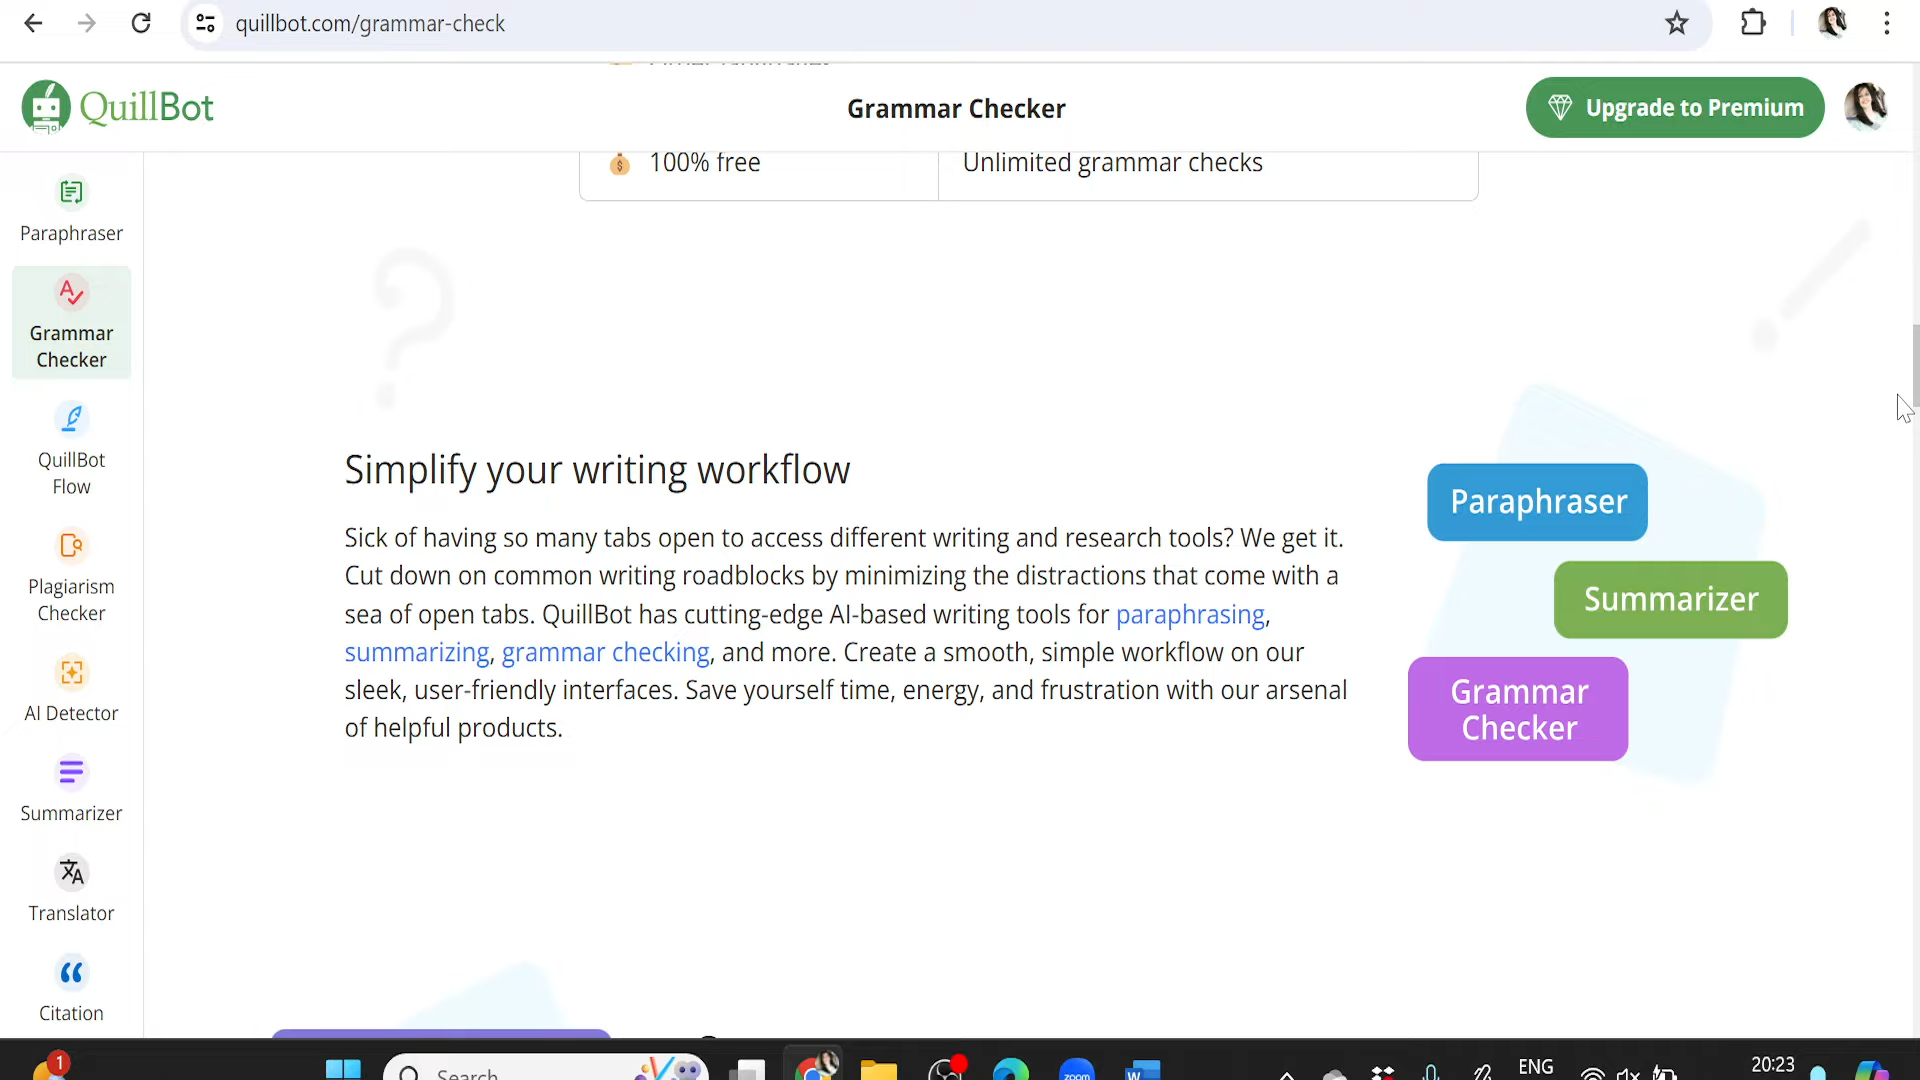 quillbot.com/grammar-check
QuillBot
Grammar Checker
Upgrade to Premium
100% free
Unlimited grammar checks
Paraphraser
Grammar
Checker
QuillBot
Flow
Plagiarism
Checker
AI Detector
Summarizer
Translator
Citation
Simplify your writing workflow
Sick of having so many tabs open to access different writing and research tools? We get it.
Cut down on common writing roadblocks by minimizing the distractions that come with a
sea of open tabs. QuillBot has cutting-edge AI-based writing tools for paraphrasing,
summarizing, grammar checking, and more. Create a smooth, simple workflow on our
sleek, user-friendly interfaces. Save yourself time, energy, and frustration with our arsenal
of helpful products.
Paraphraser
Summarizer
Grammar
Checker
1
Search
zoom
W
ENG
20:23